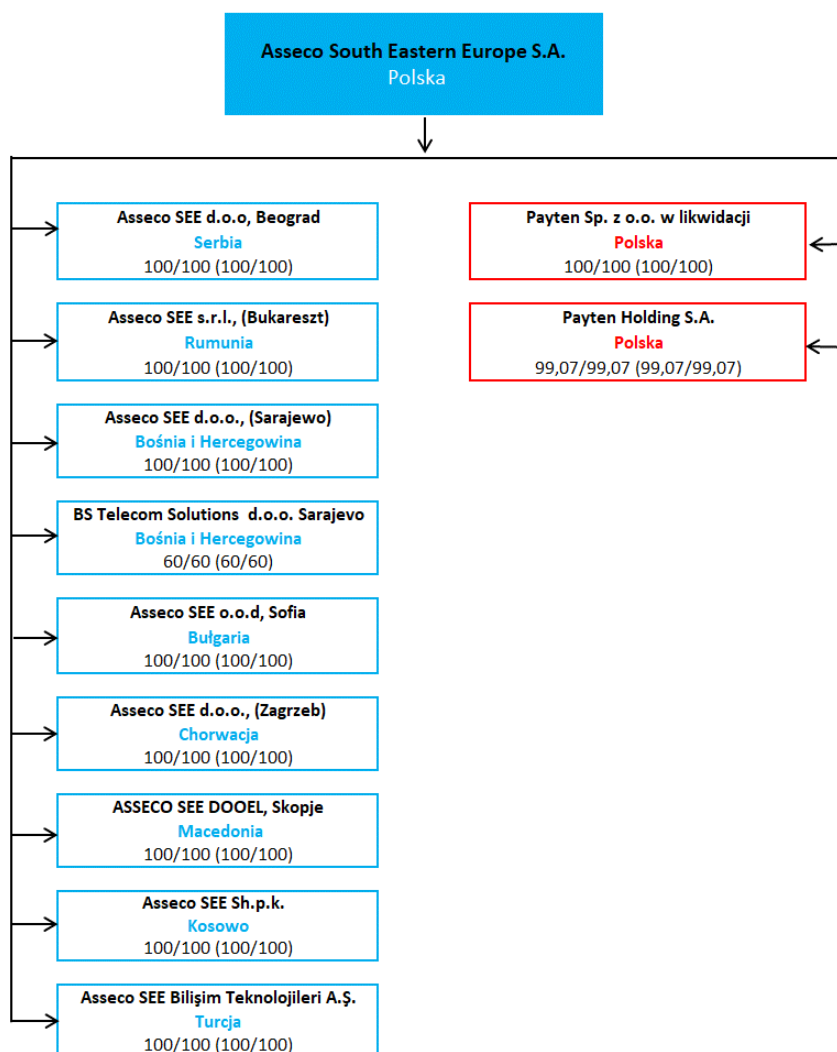 Asseco South Eastern Europe S.A.
Polska
Asseco SEE d.o.o, Beograd
Serbia
100/100 (100/100)
Asseco SEE s.r.l., (Bukareszt)
Rumunia
100/100 (100/100)
Asseco SEE d.o.o., (Sarajewo)
Bośnia i Hercegowina
100/100 (100/100)
BS Telecom Solutions d.o.o. Sarajevo
Bośnia i Hercegowina
60/60 (60/60)
Asseco SEE o.o.d, Sofia
Bułgaria
100/100 (100/100)
Asseco SEE d.o.o., (Zagrzeb)
Chorwacja
100/100 (100/100)
ASSECO SEE DOOEL, Skopje
Macedonia
100/100 (100/100)
Asseco SEE Sh.p.k.
Kosowo
100/100 (100/100)
Asseco SEE Bilişim Teknolojileri A.Ş.
Turcja
100/100 (100/100)
Payten Sp. z o.o. w likwidacji
Polska
100/100 (100/100)
Payten Holding S.A.
Polska
99,07/99,07 (99,07/99,07)